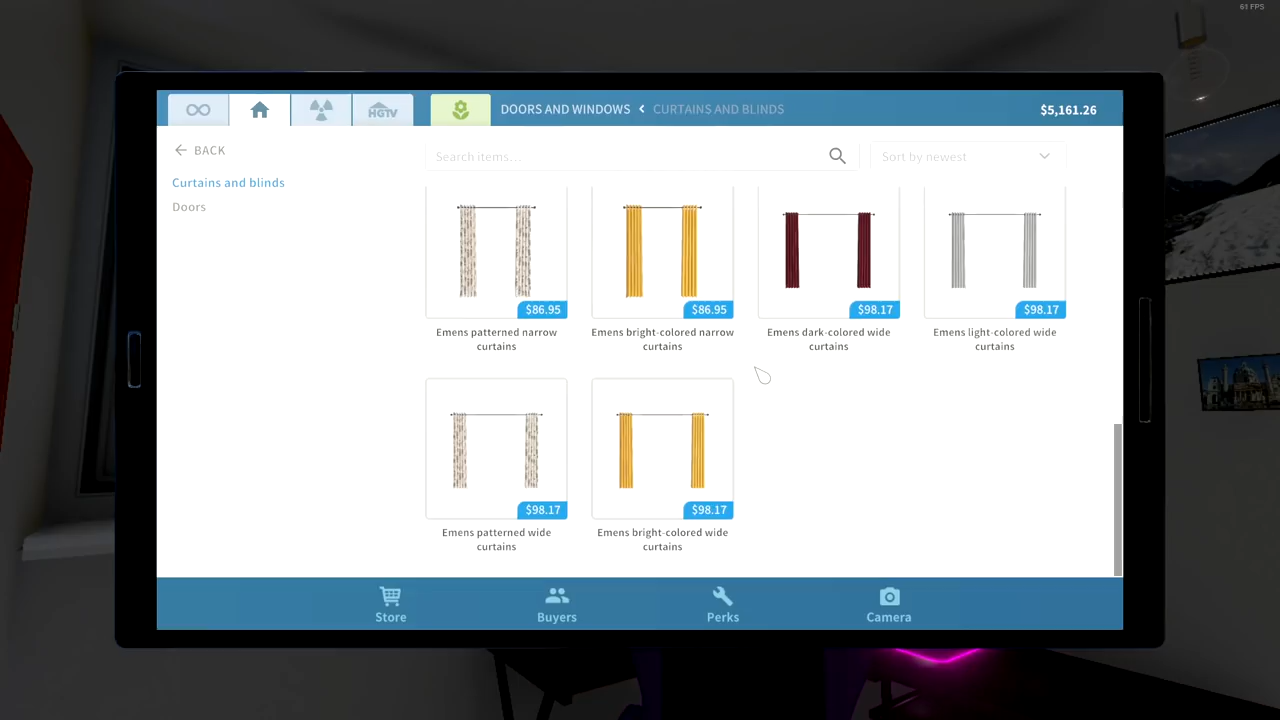 61 FPS
HGTV
DOORS AND WINDOWS < CURTAINS AND BLINDS
$5,161.26
BACK
Search items...
Sort by newest
Curtains and blinds
Doors
$86.95
$86.95
$98.17
$98.17
Emens patterned narrow
curtains
Emens bright-colored narrow
curtains
Emens dark-colored wide
curtains
Emens light-colored wide
curtains
$98.17
$98.17
Emens patterned wide
curtains
Emens bright-colored wide
curtains
Store
Buyers
Perks
Camera